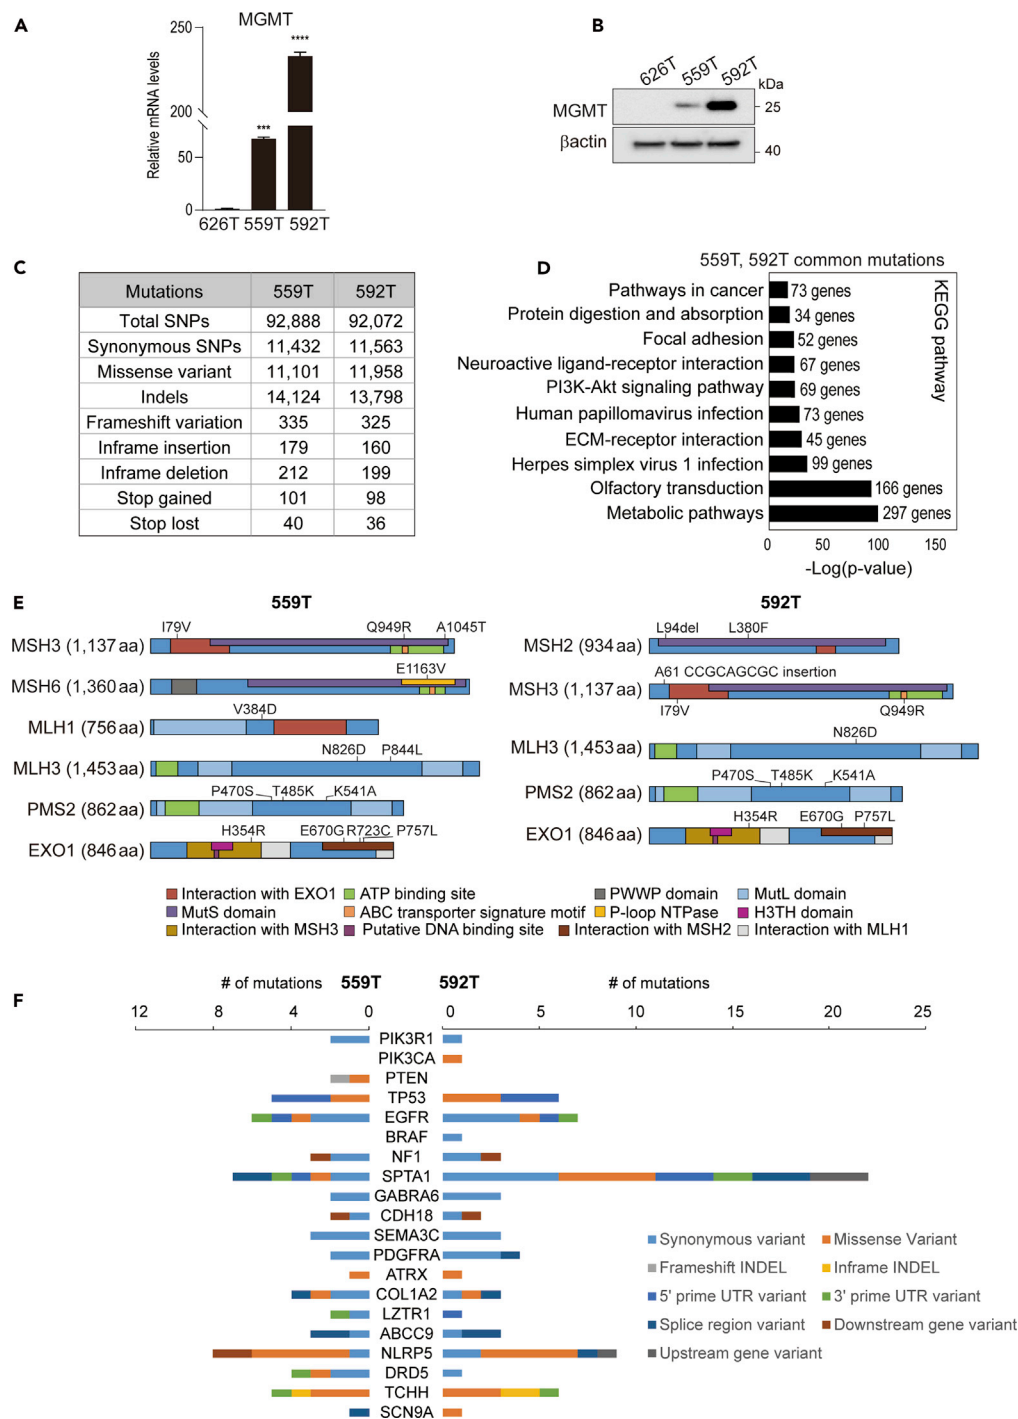 A
MGMT
Relative mRNA levels
250
200
50
0
***
****
626T 559T 592T
B
626T 559T 592T
kDa
MGMT
25
βactin
40
C
Mutations 559T 592T
Total SNPs 92,888 92,072
Synonymous SNPs 11,432 11,563
Missense variant 11,101 11,958
Indels 14,124 13,798
Frameshift variation 335 325
Inframe insertion 179 160
Inframe deletion 212 199
Stop gained 101 98
Stop lost 40 36
D
559T, 592T common mutations
KEGG pathway
Pathways in cancer 73 genes
Protein digestion and absorption 34 genes
Focal adhesion 52 genes
Neuroactive ligand-receptor interaction 67 genes
PI3K-Akt signaling pathway 69 genes
Human papillomavirus infection 73 genes
ECM-receptor interaction 45 genes
Herpes simplex virus 1 infection 99 genes
Olfactory transduction 166 genes
Metabolic pathways 297 genes
0 50 100 150
-Log(p-value)
E
559T
I79V Q949R A1045T
MSH3 (1,137 aa)
E1163V
MSH6 (1,360 aa)
V384D
MLH1 (756 aa)
N826D P844L
MLH3 (1,453 aa)
P470S T485K K541A
PMS2 (862 aa)
H354R E670G R723C P757L
EXO1 (846 aa)
592T
L94del L380F
MSH2 (934 aa)
A61 CCGCAGCGC insertion
MSH3 (1,137 aa)
I79V Q949R
N826D
MLH3 (1,453 aa)
P470S T485K K541A
PMS2 (862 aa)
H354R E670G P757L
EXO1 (846 aa)
Interaction with EXO1 ATP binding site PWWP domain MutL domain
MutS domain ABC transporter signature motif P-loop NTPase H3TH domain
Interaction with MSH3 Putative DNA binding site Interaction with MSH2 Interaction with MLH1
F
# of mutations 559T 592T # of mutations
12 8 4 0 0 5 10 15 20 25
PIK3R1
PIK3CA
PTEN
TP53
EGFR
BRAF
NF1
SPTA1
GABRA6
CDH18
SEMA3C
PDGFRA
ATRX
COL1A2
LZTR1
ABCC9
NLRP5
DRD5
TCHH
SCN9A
Synonymous variant Missense Variant
Frameshift INDEL Inframe INDEL
5' prime UTR variant 3' prime UTR variant
Splice region variant Downstream gene variant
Upstream gene variant